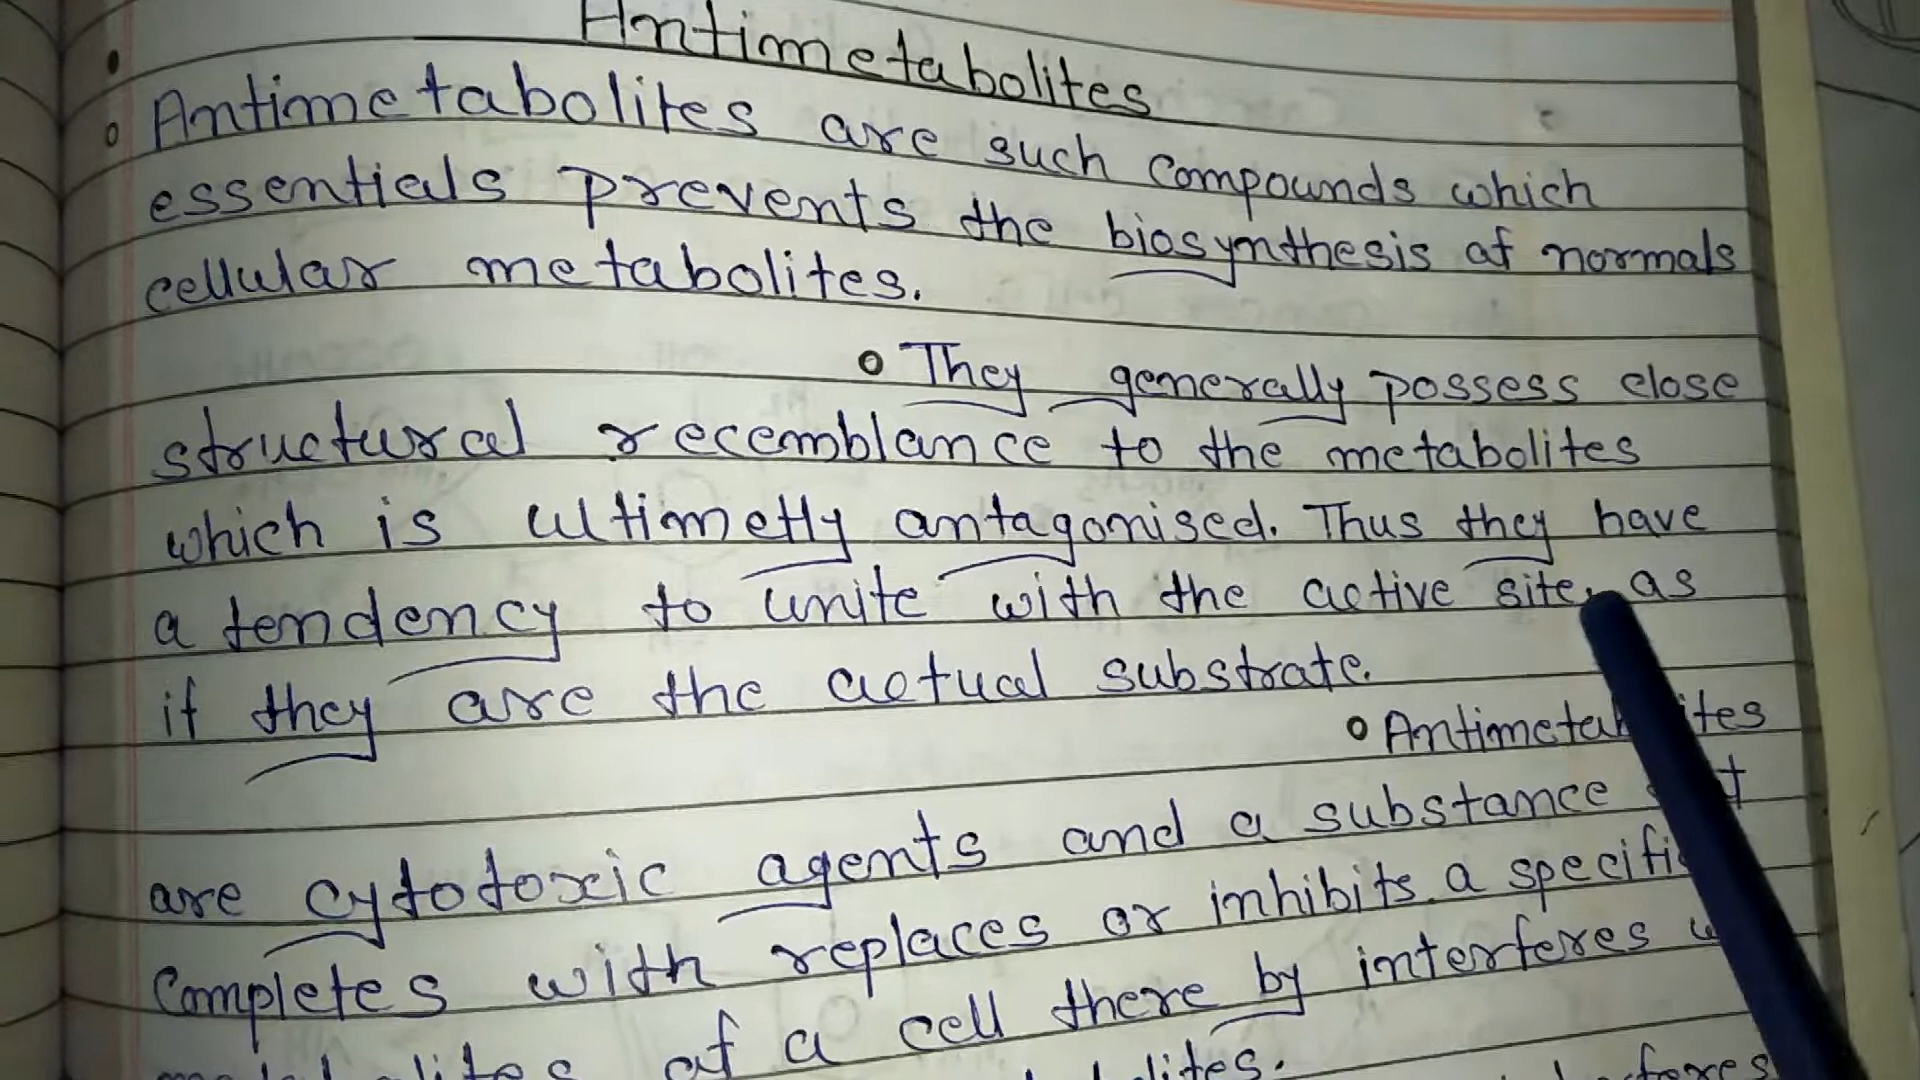 Antimetabolites
Antimetabolites are such compounds which
essentials prevents the biosynthesis of normals
cellular metabolites.
They generally possess close
structural recemblance to the metabolites
which is ultimetly antagonised. Thus they have
a tendency to unite with the active site, as
if they are the actual substrate.
Antimetabolites
are cytotoxic agents and a substance
Completes with replaces or inhibits a specific
of a cell there by interferes